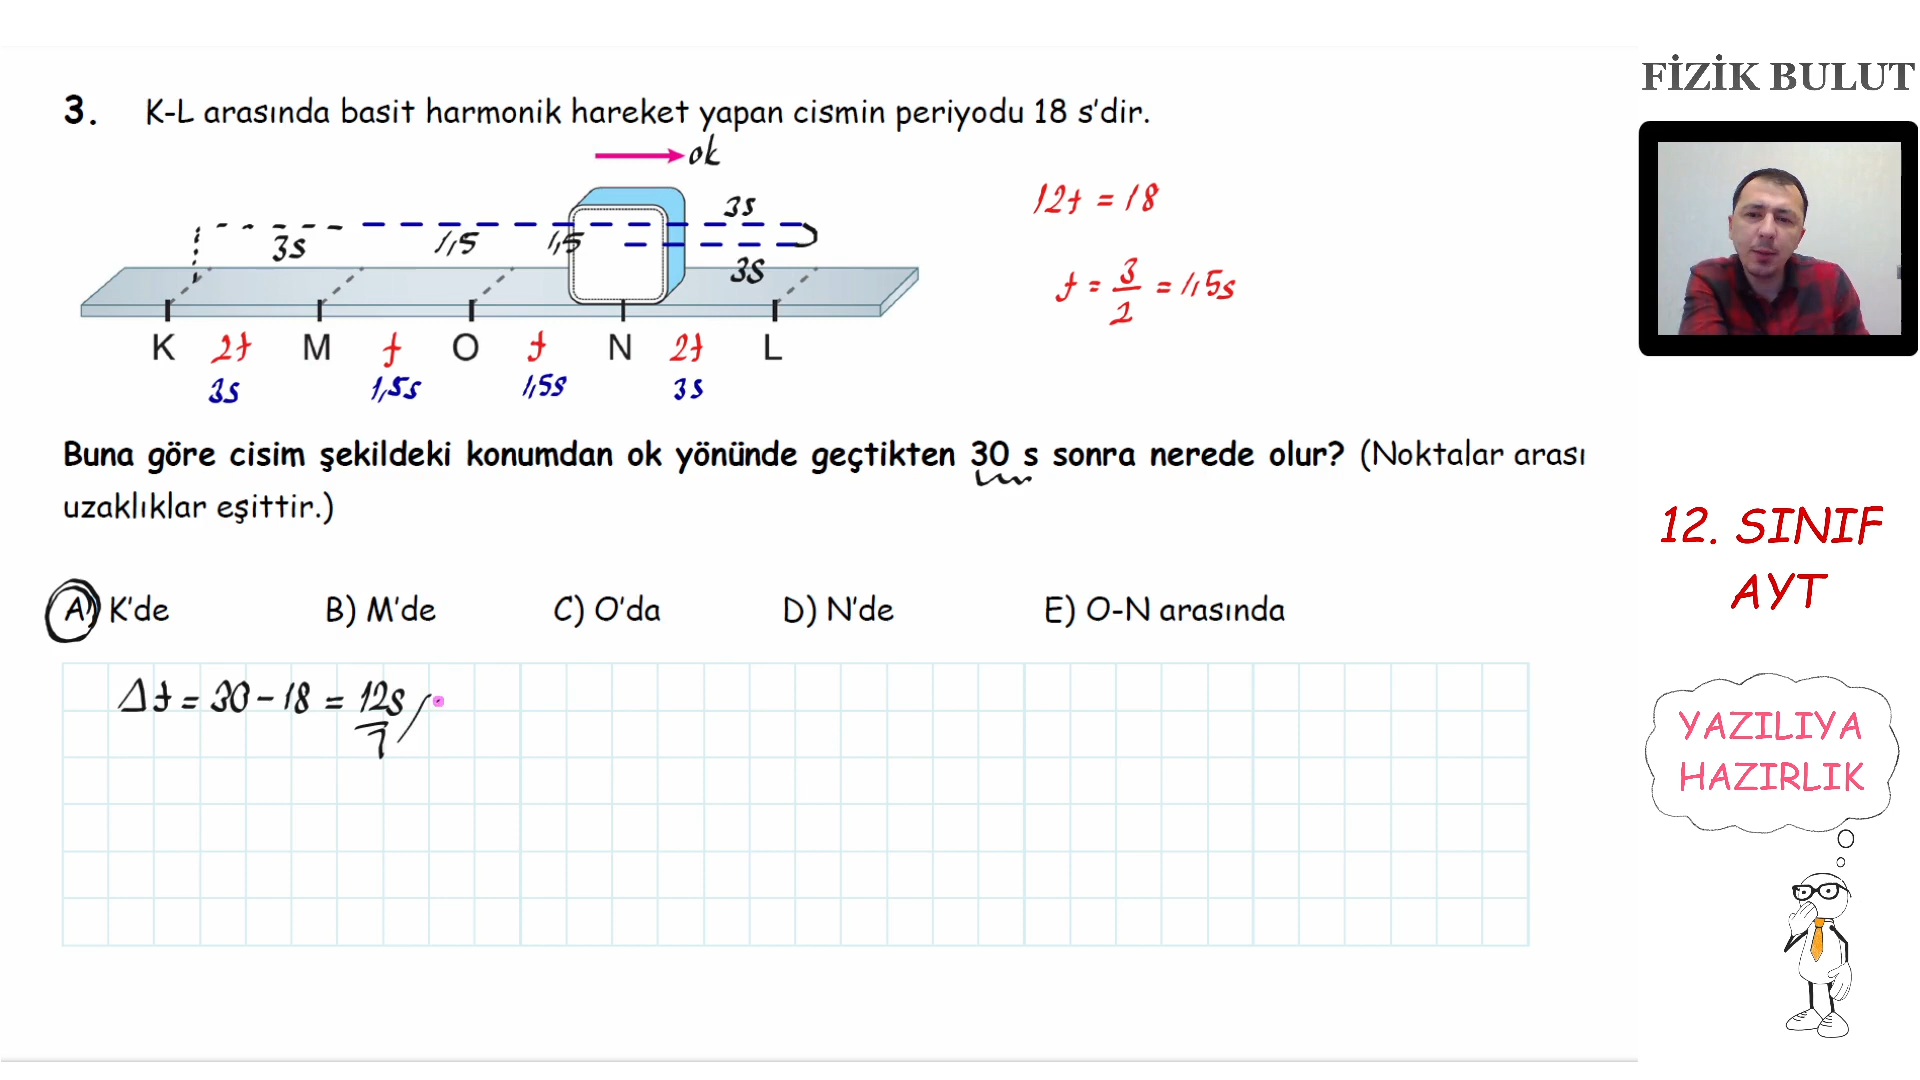 FİZİK BULUT
3. K-L arasında basit harmonik hareket yapan cismin periyodu 18 s'dir.
ok
12t = 18
3s
3s 1,5 1,5
3s
t = 3/2 = 1,5s
K 2t M t O t N 2t L
3s 1,5s 1,5s 3s
Buna göre cisim şekildeki konumdan ok yönünde geçtikten 30 s sonra nerede olur? (Noktalar arası
uzaklıklar eşittir.)
A) K'de B) M'de C) O'da D) N'de E) O-N arasında
Δt = 30 - 18 = 12s
12. SINIF
AYT
YAZILIYA
HAZIRLIK